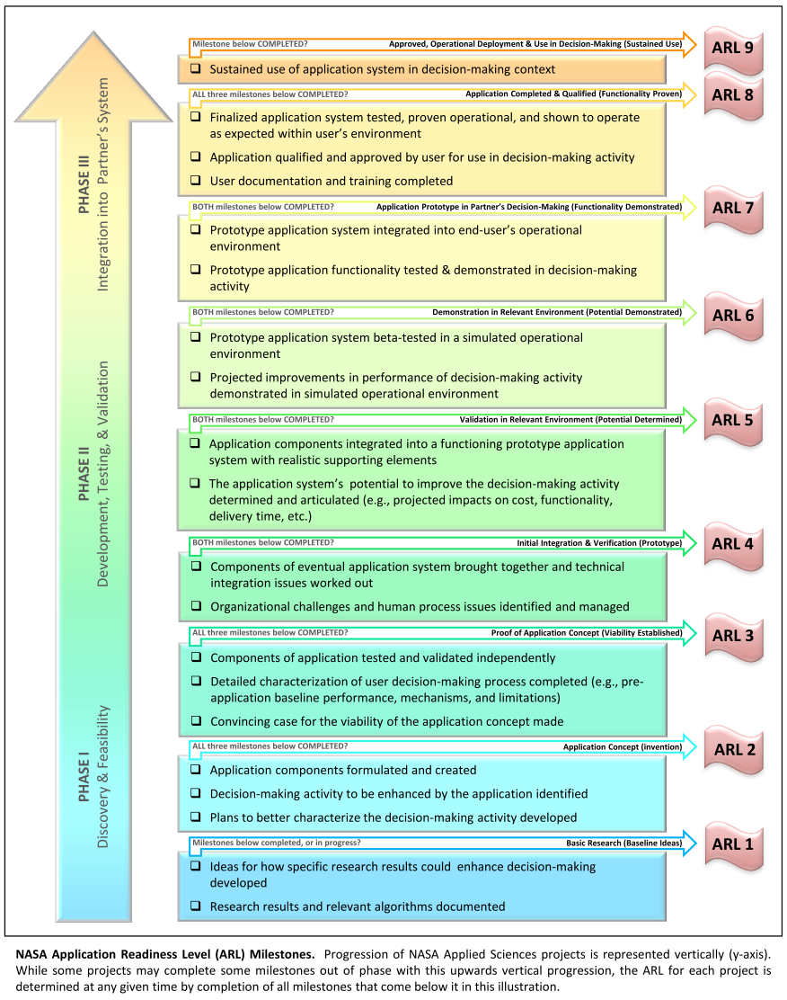 Milestone below COMPLETED? Approved, Operational Deployment & Use in Decision-Making (Sustained Use)
ARL 9
❑ Sustained use of application system in decision-making context
ALL three milestones below COMPLETED? Application Completed & Qualified (Functionality Proven)
ARL 8
❑ Finalized application system tested, proven operational, and shown to operate
as expected within user's environment
❑ Application qualified and approved by user for use in decision-making activity
❑ User documentation and training completed
BOTH milestones below COMPLETED? Application Prototype in Partner's Decision-Making (Functionality Demonstrated)
ARL 7
❑ Prototype application system integrated into end-user's operational
environment
❑ Prototype application functionality tested & demonstrated in decision-making
activity
PHASE III
Integration into Partner's System
BOTH milestones below COMPLETED? Demonstration in Relevant Environment (Potential Demonstrated)
ARL 6
❑ Prototype application system beta-tested in a simulated operational
environment
❑ Projected improvements in performance of decision-making activity
demonstrated in simulated operational environment
BOTH milestones below COMPLETED? Validation in Relevant Environment (Potential Determined)
ARL 5
❑ Application components integrated into a functioning prototype application
system with realistic supporting elements
❑ The application system's potential to improve the decision-making activity
determined and articulated (e.g., projected impacts on cost, functionality,
delivery time, etc.)
PHASE II
Development, Testing, & Validation
BOTH milestones below COMPLETED? Initial Integration & Verification (Prototype)
ARL 4
❑ Components of eventual application system brought together and technical
integration issues worked out
❑ Organizational challenges and human process issues identified and managed
ALL three milestones below COMPLETED? Proof of Application Concept (Viability Established)
ARL 3
❑ Components of application tested and validated independently
❑ Detailed characterization of user decision-making process completed (e.g., pre-
application baseline performance, mechanisms, and limitations)
❑ Convincing case for the viability of the application concept made
ALL three milestones below COMPLETED? Application Concept (invention)
ARL 2
❑ Application components formulated and created
❑ Decision-making activity to be enhanced by the application identified
❑ Plans to better characterize the decision-making activity developed
PHASE I
Discovery & Feasibility
Milestones below completed, or in progress? Basic Research (Baseline Ideas)
ARL 1
❑ Ideas for how specific research results could enhance decision-making
developed
❑ Research results and relevant algorithms documented
NASA Application Readiness Level (ARL) Milestones. Progression of NASA Applied Sciences projects is represented vertically (y-axis).
While some projects may complete some milestones out of phase with this upwards vertical progression, the ARL for each project is
determined at any given time by completion of all milestones that come below it in this illustration.